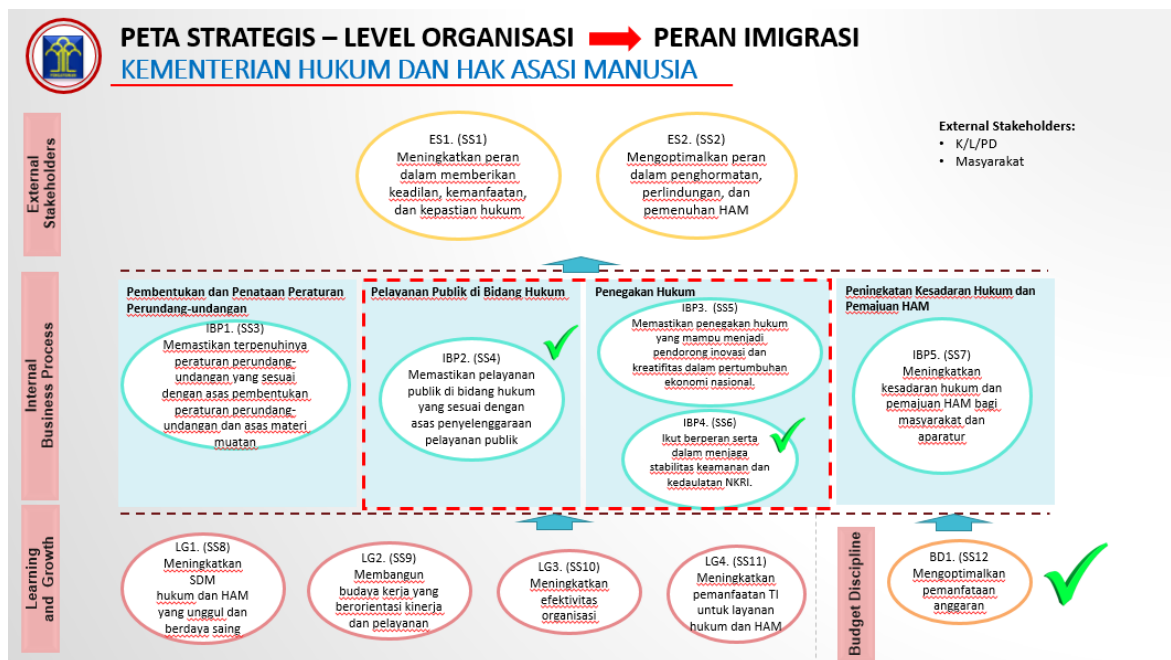 PETA STRATEGIS – LEVEL ORGANISASI PERAN IMIGRASI
KEMENTERIAN HUKUM DAN HAK ASASI MANUSIA
External
Stakeholders
ES1. (SS1)
Meningkatkan peran
dalam memberikan
keadilan, kemanfaatan,
dan kepastian hukum
ES2. (SS2)
Mengoptimalkan peran
dalam penghormatan,
perlindungan, dan
pemenuhan HAM
External Stakeholders:
• K/L/PD
• Masyarakat
Internal
Business Process
Pembentukan dan Penataan Peraturan
Perundang-undangan
IBP1. (SS3)
Memastikan terpenuhinya
peraturan perundang-
undangan yang sesuai
dengan asas pembentukan
peraturan perundang-
undangan dan asas materi
muatan
Pelayanan Publik di Bidang Hukum
IBP2. (SS4)
Memastikan pelayanan
publik di bidang hukum
yang sesuai dengan
asas penyelenggaraan
pelayanan publik
Penegakan Hukum
IBP3. (SS5)
Memastikan penegakan hukum
yang mampu menjadi
pendorong inovasi dan
kreatifitas dalam pertumbuhan
ekonomi nasional.
IBP4. (SS6)
Ikut berperan serta
dalam menjaga
stabilitas keamanan dan
kedaulatan NKRI.
Peningkatan Kesadaran Hukum dan
Pemajuan HAM
IBP5. (SS7)
Meningkatkan
kesadaran hukum dan
pemajuan HAM bagi
masyarakat dan
aparatur
Learning
and Growth
LG1. (SS8)
Meningkatkan
SDM
hukum dan HAM
yang unggul dan
berdaya saing
LG2. (SS9)
Membangun
budaya kerja yang
berorientasi kinerja
dan pelayanan
LG3. (SS10)
Meningkatkan
efektivitas
organisasi
LG4. (SS11)
Meningkatkan
pemanfaatan TI
untuk layanan
hukum dan HAM
Budget Discipline
BD1. (SS12
Mengoptimalkan
pemanfataan
anggaran